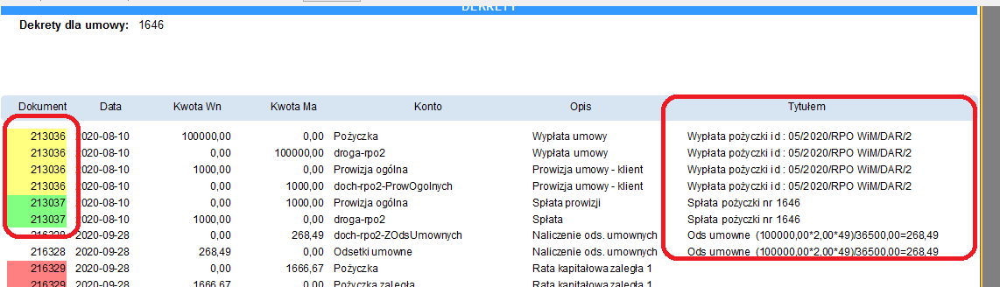 DEKRETY
Dekrety dla umowy: 1646
Dokument Data Kwota Wn Kwota Ma Konto Opis Tytułem
213036 2020-08-10 100000,00 0,00 Pożyczka Wypłata umowy Wypłata pożyczki id : 05/2020/RPO WiM/DAR/2
213036 2020-08-10 0,00 100000,00 droga-rpo2 Wypłata umowy Wypłata pożyczki id : 05/2020/RPO WiM/DAR/2
213036 2020-08-10 1000,00 0,00 Prowizja ogólna Prowizja umowy - klient Wypłata pożyczki id : 05/2020/RPO WiM/DAR/2
213036 2020-08-10 0,00 1000,00 doch-rpo2-ProwOgolnych Prowizja umowy - klient Wypłata pożyczki id : 05/2020/RPO WiM/DAR/2
213037 2020-08-10 0,00 1000,00 Prowizja ogólna Spłata prowizji Spłata pożyczki nr 1646
213037 2020-08-10 1000,00 0,00 droga-rpo2 Spłata Spłata pożyczki nr 1646
216328 2020-09-28 0,00 268,49 doch-rpo2-ZOdsUmownych Naliczenie ods. umownych Ods umowne (100000,00*2,00*49)/36500,00=268,49
216328 2020-09-28 268,49 0,00 Odsetki umowne Naliczenie ods. umownych Ods umowne (100000,00*2,00*49)/36500,00=268,49
216329 2020-09-28 0,00 1666,67 Pożyczka Rata kapitałowa zaległa 1
216329 2020-09-28 1666,67 0,00 Pożyczka zaległa Rata kapitałowa zaległa 1